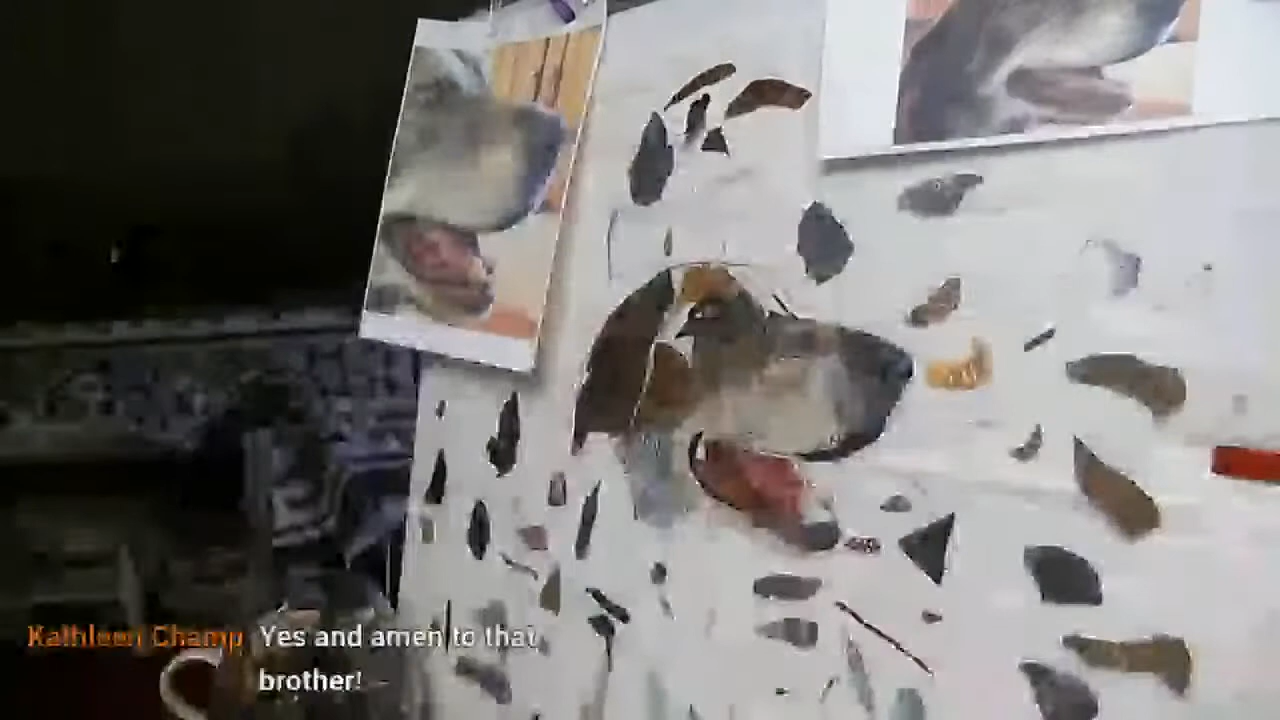 Kathleen Champ Yes and amen to that
brother!